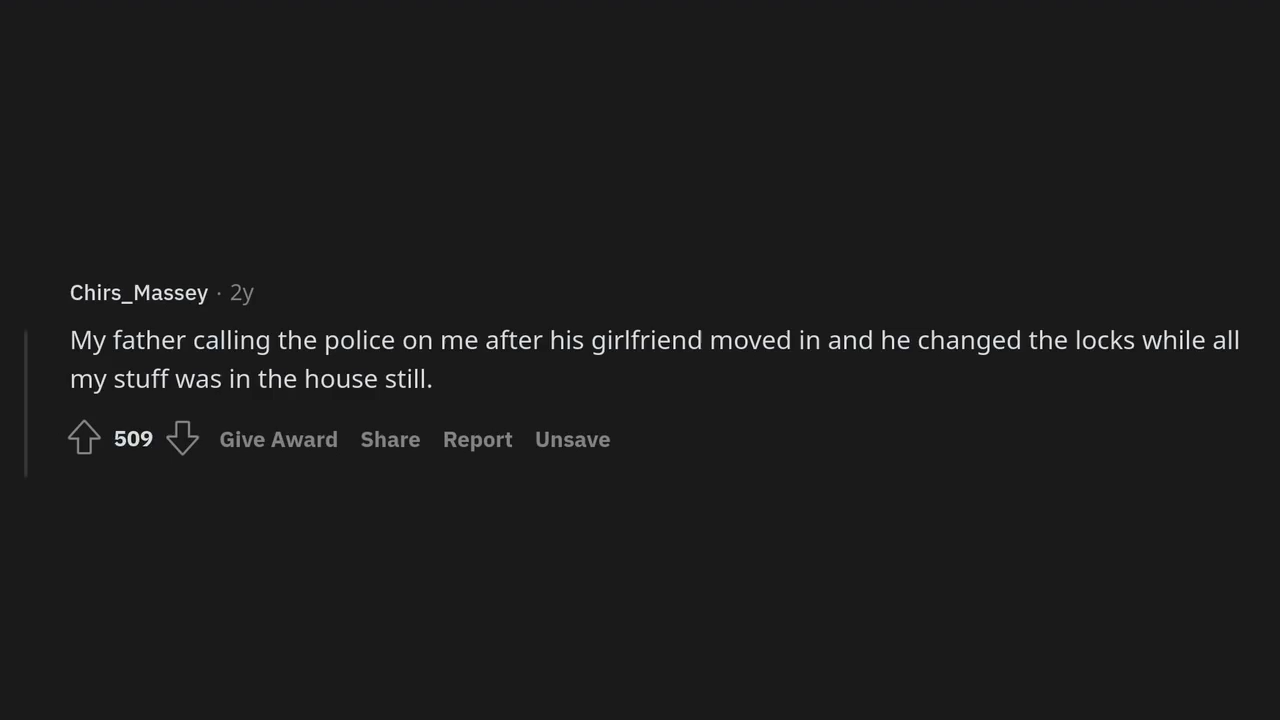 Chirs_Massey · 2y
My father calling the police on me after his girlfriend moved in and he changed the locks while all
my stuff was in the house still.
509 Give Award Share Report Unsave